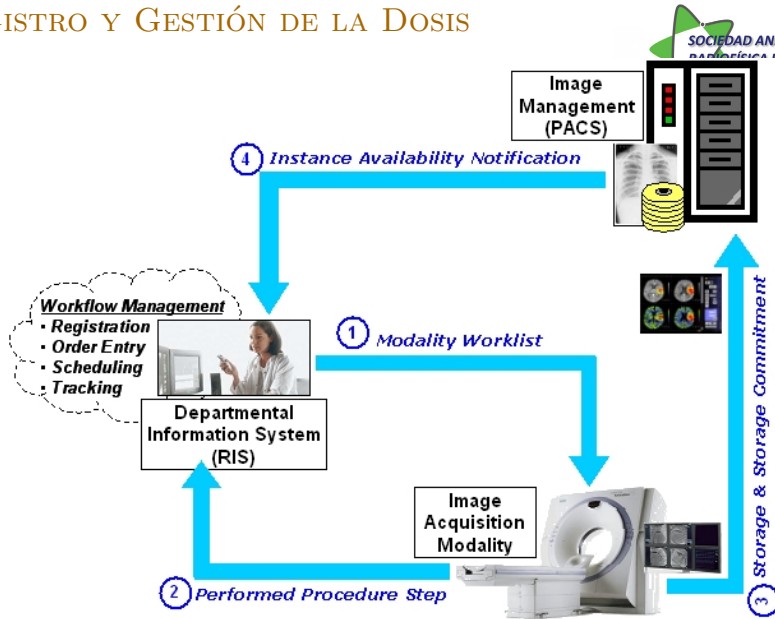 GISTRO Y GESTIÓN DE LA DOSIS
SOCIEDAD AN
Image
Management
(PACS)
4 Instance Availability Notification
Workflow Management
▪ Registration
▪ Order Entry
▪ Scheduling
▪ Tracking
1 Modality Worklist
Departmental
Information System
(RIS)
Image
Acquisition
Modality
2 Performed Procedure Step
3 Storage & Storage Commitment